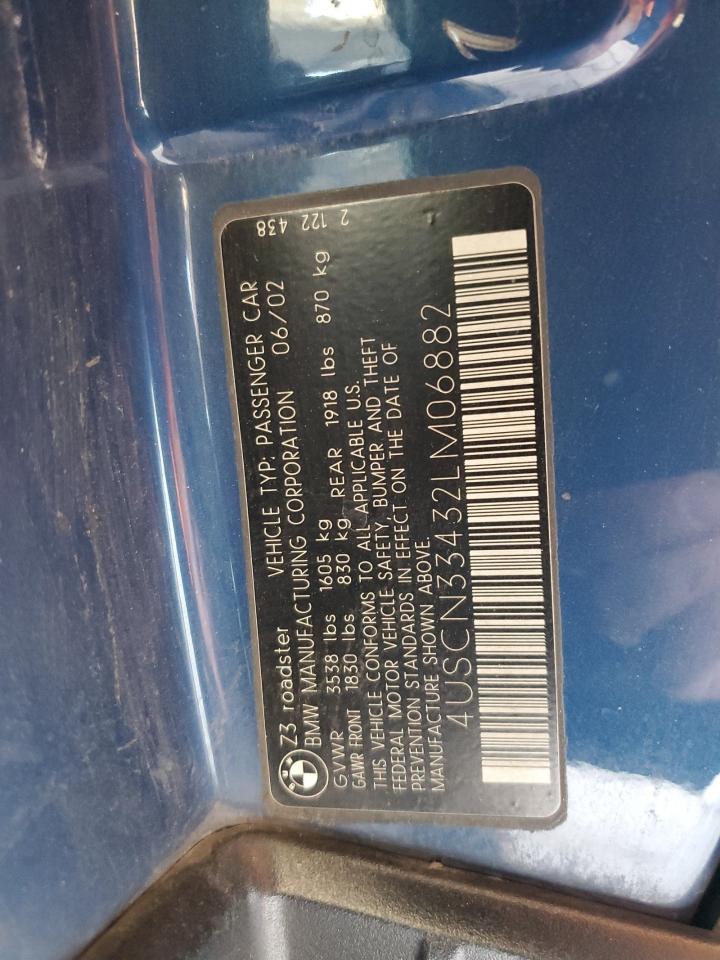 Z3 roadster VEHICLE TYP: PASSENGER CAR
BMW MANUFACTURING CORPORATION 06/02
GVWR 3538 lbs 1605 kg
GAWR FRONT 1830 lbs 830 kg REAR 1918 lbs 870 kg
THIS VEHICLE CONFORMS TO ALL APPLICABLE U.S.
FEDERAL MOTOR VEHICLE SAFETY, BUMPER AND THEFT
PREVENTION STANDARDS IN EFFECT ON THE DATE OF
MANUFACTURE SHOWN ABOVE.
4USCN33432LM06882
2 122 438